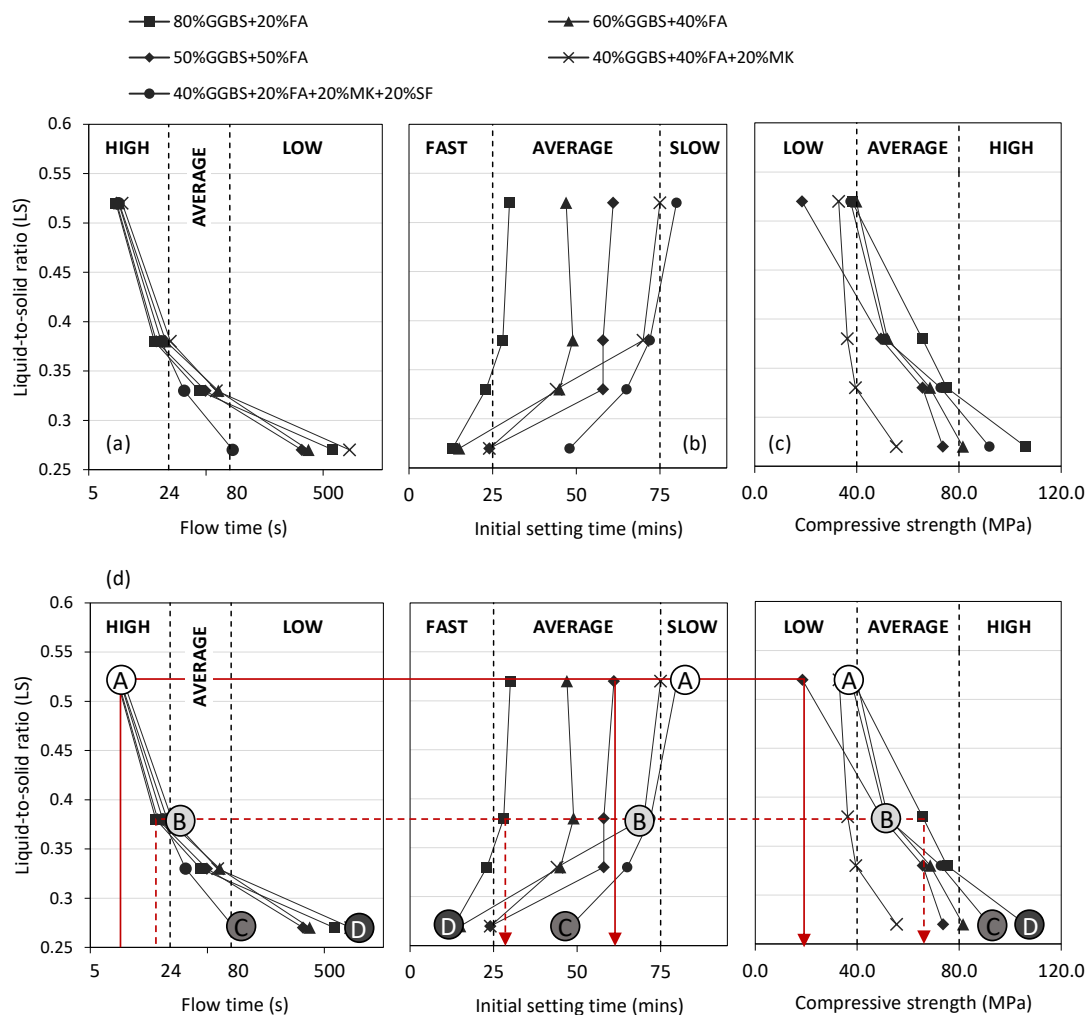 80%GGBS+20%FA
60%GGBS+40%FA
50%GGBS+50%FA
40%GGBS+40%FA+20%MK
40%GGBS+20%FA+20%MK+20%SF
Liquid-to-solid ratio (LS)
0.6
0.55
0.5
0.45
0.4
0.35
0.3
0.25
HIGH
AVERAGE
LOW
(a)
5 24 80 500
Flow time (s)
FAST AVERAGE SLOW
(b)
0 25 50 75
Initial setting time (mins)
LOW AVERAGE HIGH
(c)
0.0 40.0 80.0 120.0
Compressive strength (MPa)
(d)
Liquid-to-solid ratio (LS)
0.6
0.55
0.5
0.45
0.4
0.35
0.3
0.25
HIGH
AVERAGE
LOW
A
B
C
D
5 24 80 500
Flow time (s)
FAST AVERAGE SLOW
A
B
D
C
0 25 50 75
Initial setting time (mins)
LOW AVERAGE HIGH
A
B
C
D
0.0 40.0 80.0 120.0
Compressive strength (MPa)